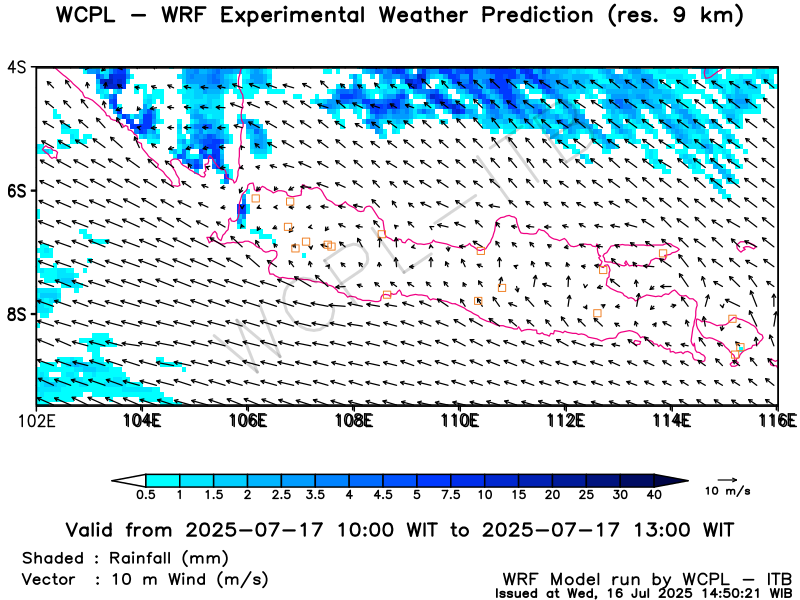 WCPL – WRF Experimental Weather Prediction (res. 9 km)
4S
6S
8S
WCPL-ITB
102E 104E 106E 108E 110E 112E 114E 116E
0.5 1 1.5 2 2.5 3.5 4 4.5 5 7.5 10 15 20 25 30 40
10 m/s
Valid from 2025-07-17 10:00 WIT to 2025-07-17 13:00 WIT
Shaded : Rainfall (mm)
Vector : 10 m Wind (m/s)
WRF Model run by WCPL – ITB
Issued at Wed, 16 Jul 2025 14:50:21 WIB